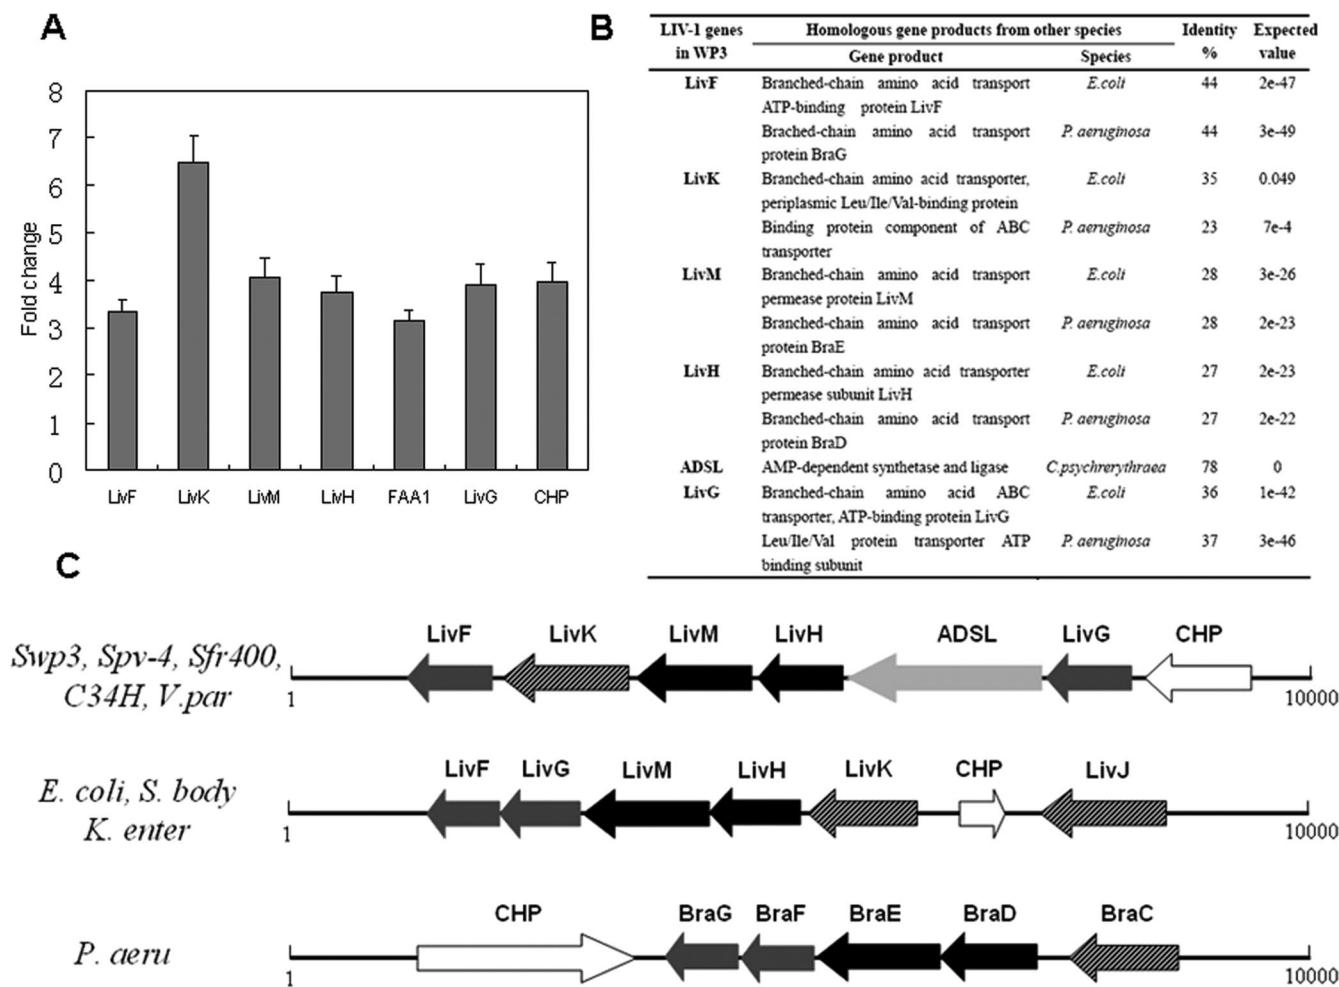 A
8
7
6
5
4
3
2
1
0
Fold change
LivF LivK LivM LivH FAA1 LivG CHP
B
LIV-1 genes Homologous gene products from other species Identity Expected
in WP3 Gene product Species % value
LivF Branched-chain amino acid transport E.coli 44 2e-47
ATP-binding protein LivF
Brached-chain amino acid transport P. aeruginosa 44 3e-49
protein BraG
LivK Branched-chain amino acid transporter, E.coli 35 0.049
periplasmic Leu/Ile/Val-binding protein
Binding protein component of ABC P. aeruginosa 23 7e-4
transporter
LivM Branched-chain amino acid transport E.coli 28 3e-26
permease protein LivM
Branched-chain amino acid transport P. aeruginosa 28 2e-23
protein BraE
LivH Branched-chain amino acid transporter E.coli 27 2e-23
permease subunit LivH
Branched-chain amino acid transport P. aeruginosa 27 2e-22
protein BraD
ADSL AMP-dependent synthetase and ligase C.psychrerythraea 78 0
LivG Branched-chain amino acid ABC E.coli 36 1e-42
transporter, ATP-binding protein LivG
Leu/Ile/Val protein transporter ATP P. aeruginosa 37 3e-46
binding subunit
C
LivF LivK LivM LivH ADSL LivG CHP
Swp3, Spv-4, Sfr400,
C34H, V.par
1 10000
LivF LivG LivM LivH LivK CHP LivJ
E. coli, S. body
K. enter
1 10000
CHP BraG BraF BraE BraD BraC
P. aeru
1 10000